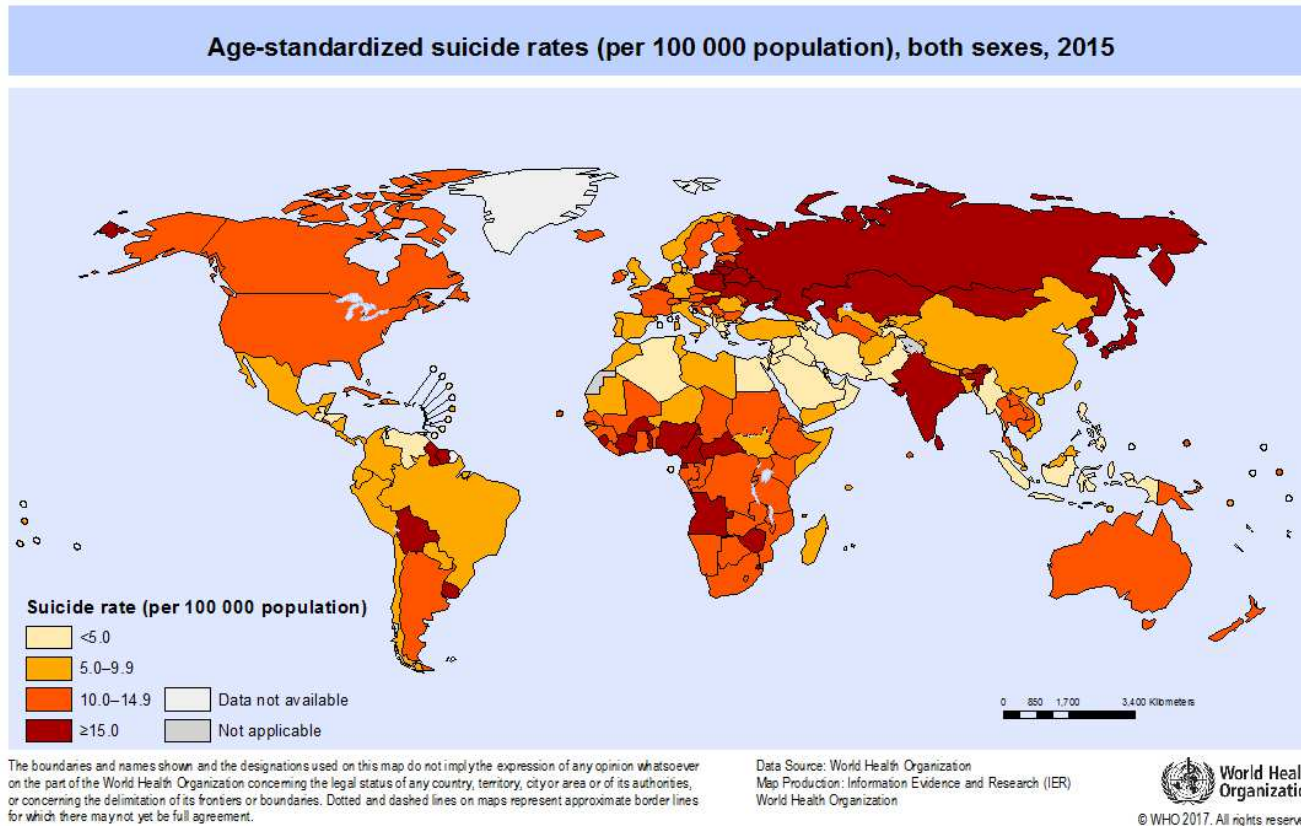 Age-standardized suicide rates (per 100 000 population), both sexes, 2015
Suicide rate (per 100 000 population)
<5.0
5.0–9.9
10.0–14.9
≥15.0
Data not available
Not applicable
0 850 1,700 3,400 Kilometers
The boundaries and names shown and the designations used on this map do not imply the expression of any opinion whatsoever
on the part of the World Health Organization concerning the legal status of any country, territory, city or area or of its authorities,
or concerning the delimitation of its frontiers or boundaries. Dotted and dashed lines on maps represent approximate border lines
for which there may not yet be full agreement.
Data Source: World Health Organization
Map Production: Information Evidence and Research (IER)
World Health Organization
World Heal
Organizatio
© WHO 2017. All rights reserve